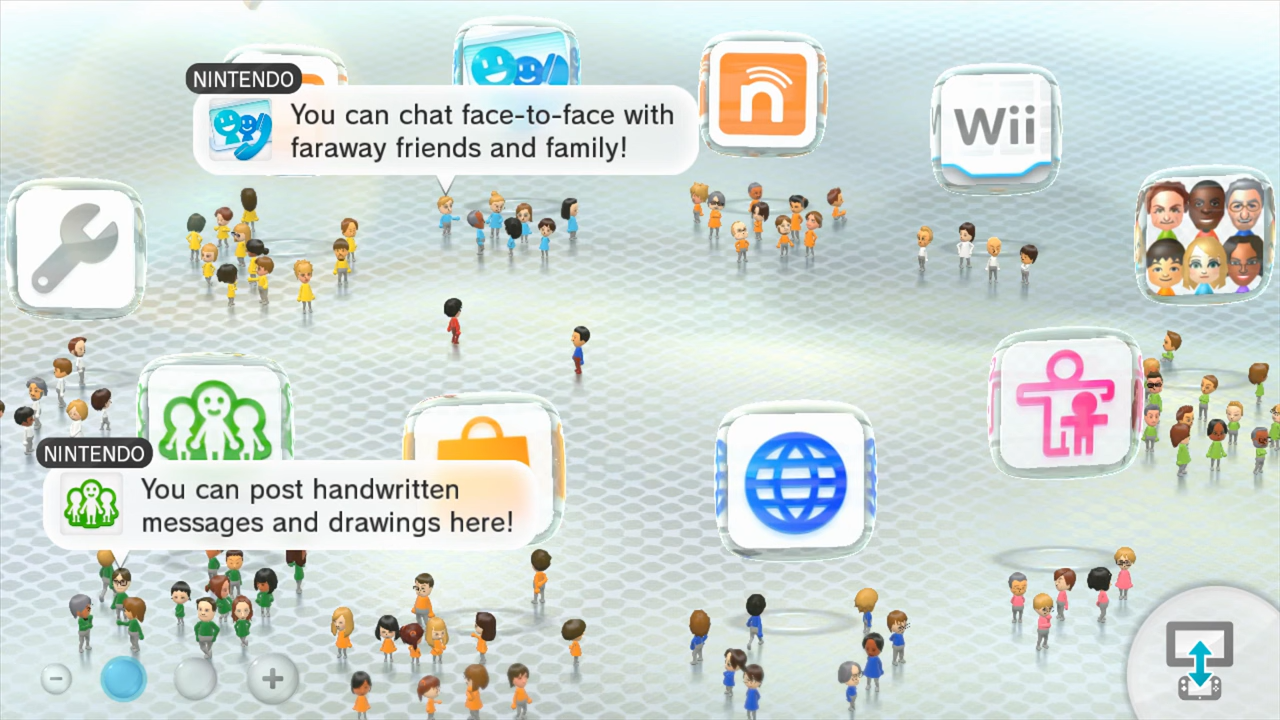 NINTENDO
You can chat face-to-face with
faraway friends and family!
n
Wii
NINTENDO
You can post handwritten
messages and drawings here!